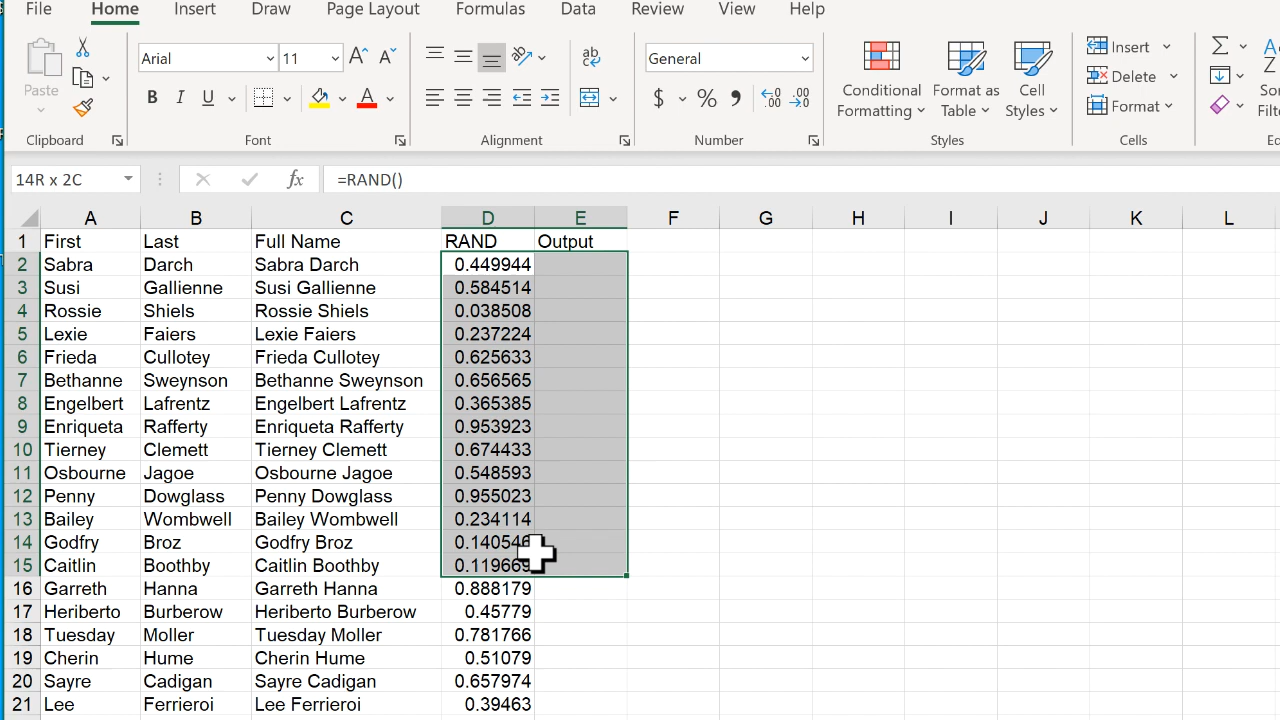 File Home Insert Draw Page Layout Formulas Data Review View Help
Arial 11 A A General
Paste B I U A $ % Conditional Formatting Format as Table Cell Styles Insert Delete Format
Clipboard Font Alignment Number Styles Cells
14R x 2C fx =RAND()
A B C D E F G H I J K L
1 First Last Full Name RAND Output
2 Sabra Darch Sabra Darch 0.449944
3 Susi Gallienne Susi Gallienne 0.584514
4 Rossie Shiels Rossie Shiels 0.038508
5 Lexie Faiers Lexie Faiers 0.237224
6 Frieda Cullotey Frieda Cullotey 0.625633
7 Bethanne Sweynson Bethanne Sweynson 0.656565
8 Engelbert Lafrentz Engelbert Lafrentz 0.365385
9 Enriqueta Rafferty Enriqueta Rafferty 0.953923
10 Tierney Clemett Tierney Clemett 0.674433
11 Osbourne Jagoe Osbourne Jagoe 0.548593
12 Penny Dowglass Penny Dowglass 0.955023
13 Bailey Wombwell Bailey Wombwell 0.234114
14 Godfry Broz Godfry Broz 0.140546
15 Caitlin Boothby Caitlin Boothby 0.119669
16 Garreth Hanna Garreth Hanna 0.888179
17 Heriberto Burberow Heriberto Burberow 0.45779
18 Tuesday Moller Tuesday Moller 0.781766
19 Cherin Hume Cherin Hume 0.51079
20 Sayre Cadigan Sayre Cadigan 0.657974
21 Lee Ferrieroi Lee Ferrieroi 0.39463